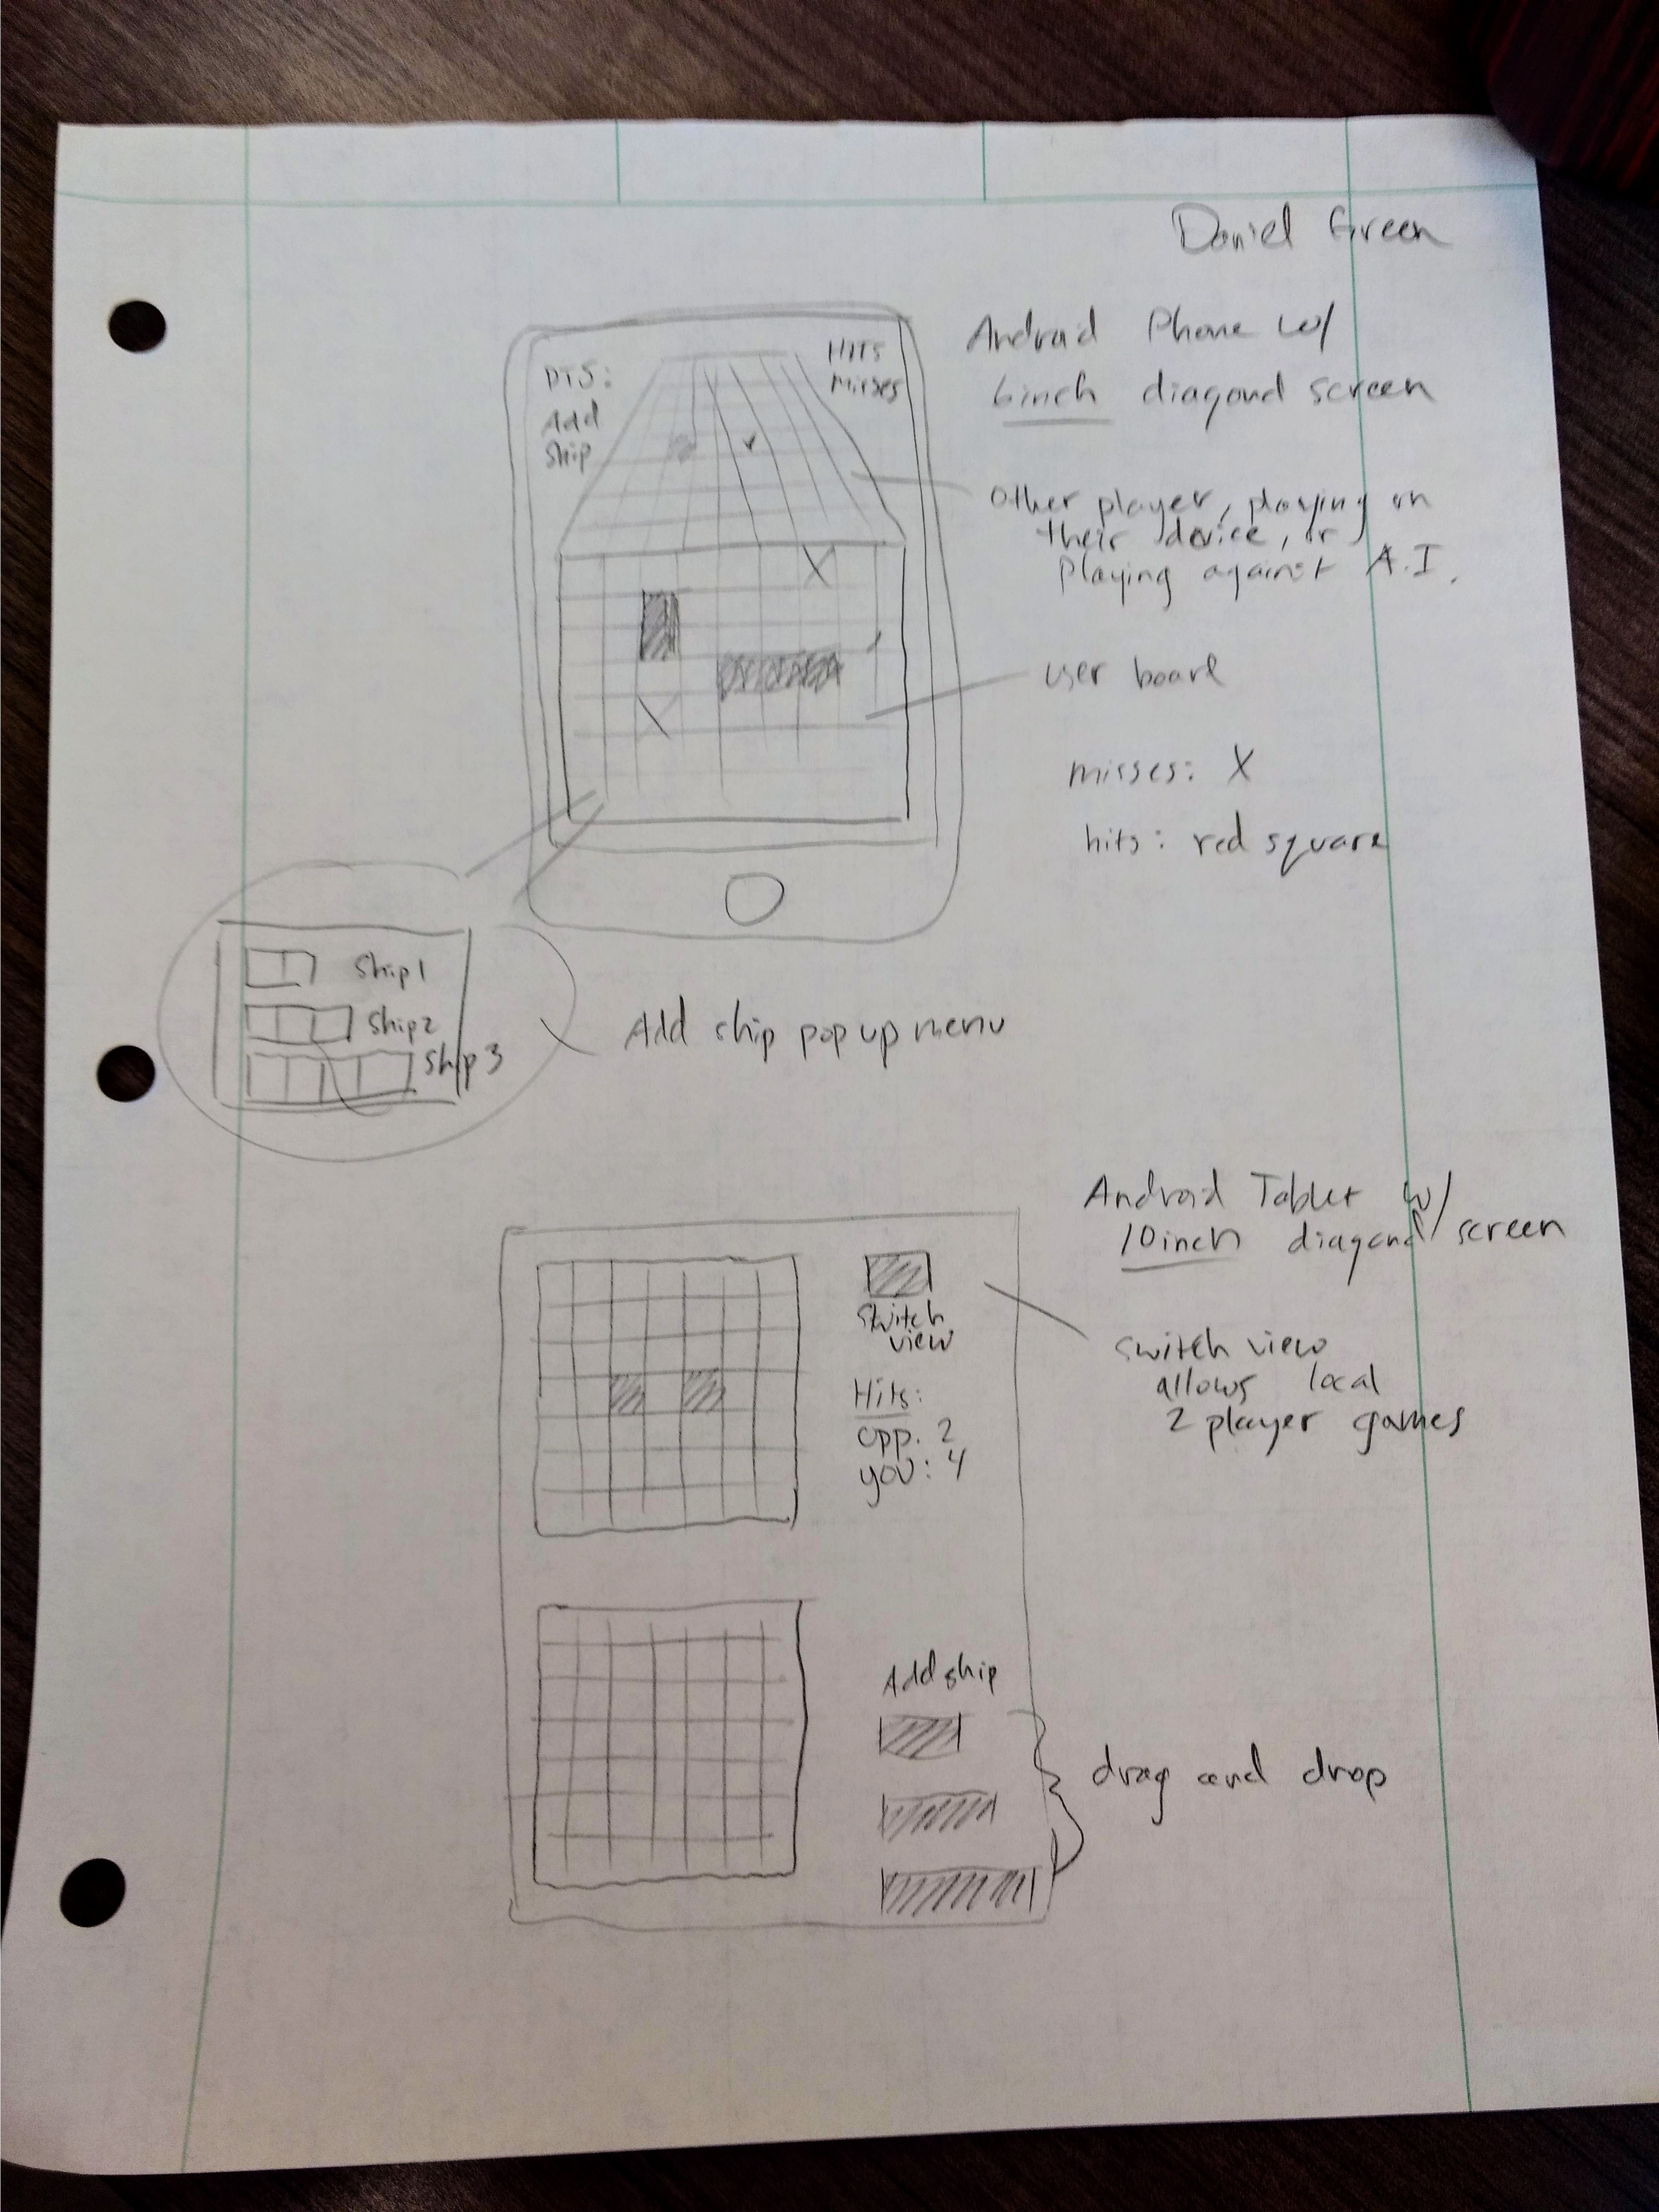 Daniel Green
Android Phone w/
6inch diagonal screen
PTS:
Add
Ship
HITS
Misses
Other player, playing on
their device, or
Playing against A.I.
user board
misses: X
hits: red square
Ship1
Ship2
Ship3
Add ship pop up menu
Android Tablet w/
10inch diagonal screen
Switch
view
Hits:
opp. 2
you: 4
switch view
allows local
2 player games
Add ship
drag and drop